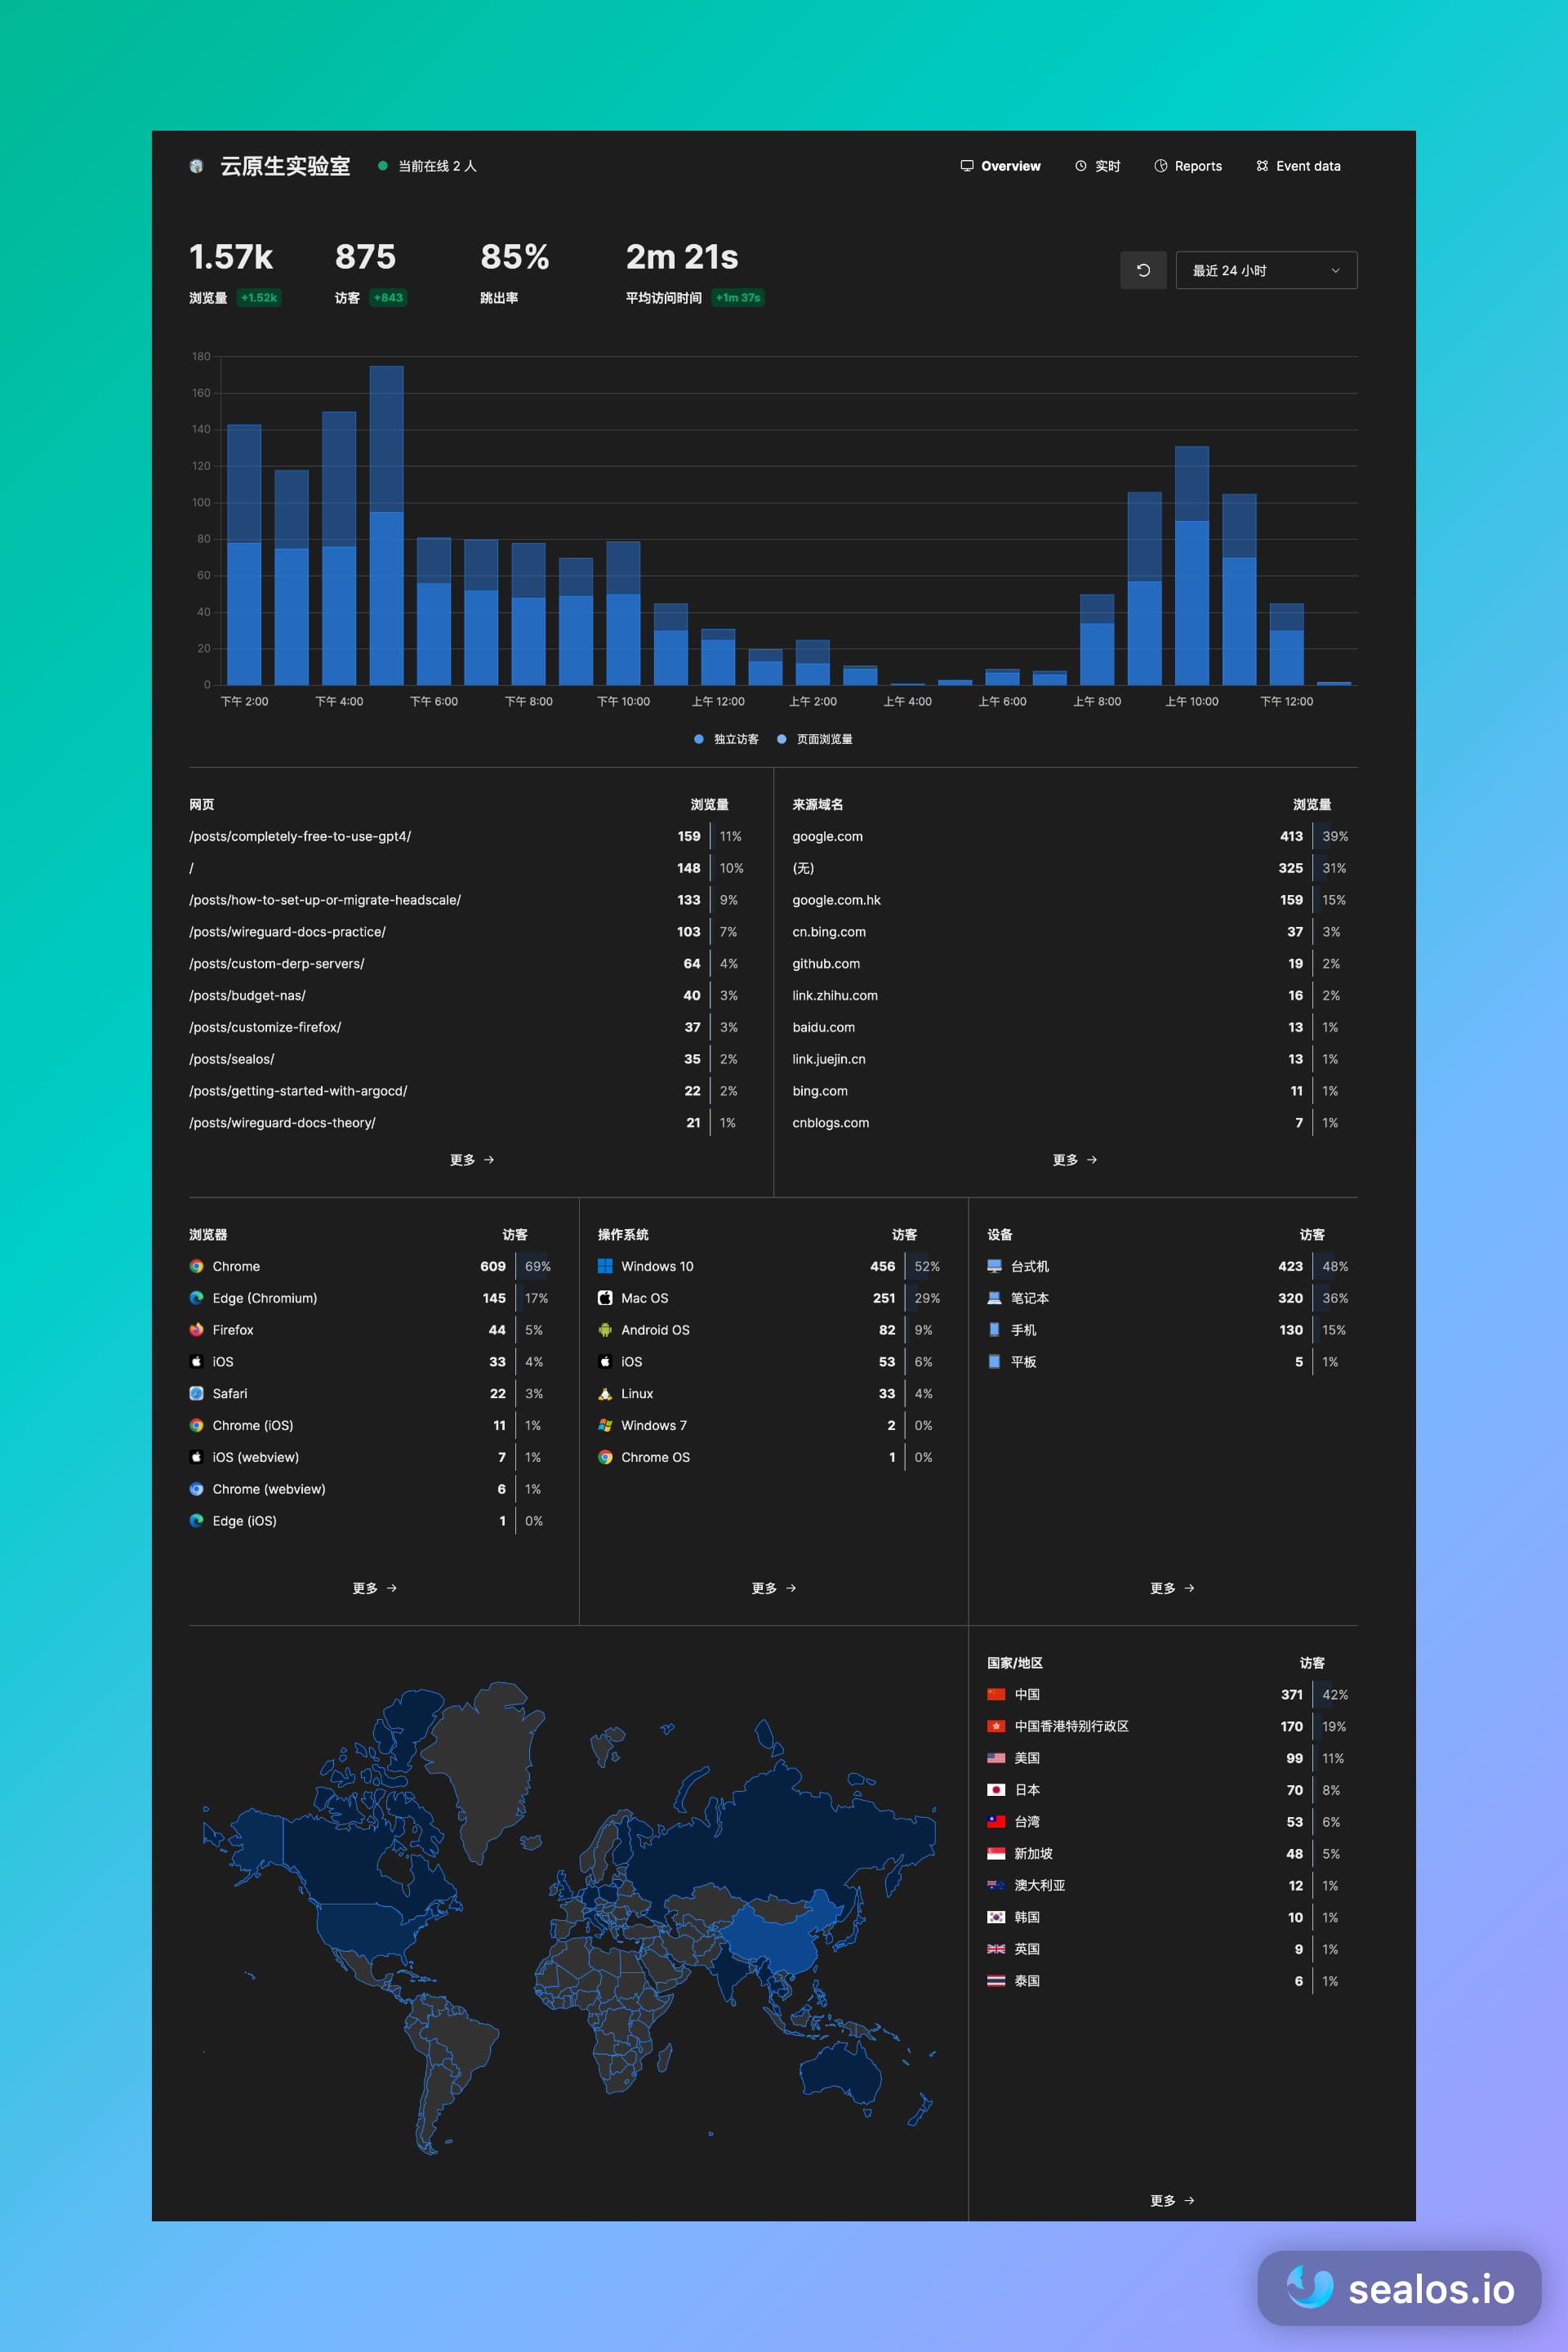 云原生实验室 当前在线 2 人 Overview 实时 Reports Event data
1.57k 875 85% 2m 21s
浏览量 +1.52k 访客 +843 跳出率 平均访问时间 +1m 37s
最近 24 小时
180
160
140
120
100
80
60
40
20
0
下午 2:00 下午 4:00 下午 6:00 下午 8:00 下午 10:00 上午 12:00 上午 2:00 上午 4:00 上午 6:00 上午 8:00 上午 10:00 下午 12:00
独立访客 页面浏览量
网页 浏览量
/posts/completely-free-to-use-gpt4/ 159 11%
/ 148 10%
/posts/how-to-set-up-or-migrate-headscale/ 133 9%
/posts/wireguard-docs-practice/ 103 7%
/posts/custom-derp-servers/ 64 4%
/posts/budget-nas/ 40 3%
/posts/customize-firefox/ 37 3%
/posts/sealos/ 35 2%
/posts/getting-started-with-argocd/ 22 2%
/posts/wireguard-docs-theory/ 21 1%
更多 →
来源域名 浏览量
google.com 413 39%
(无) 325 31%
google.com.hk 159 15%
cn.bing.com 37 3%
github.com 19 2%
link.zhihu.com 16 2%
baidu.com 13 1%
link.juejin.cn 13 1%
bing.com 11 1%
cnblogs.com 7 1%
更多 →
浏览器 访客
Chrome 609 69%
Edge (Chromium) 145 17%
Firefox 44 5%
iOS 33 4%
Safari 22 3%
Chrome (iOS) 11 1%
iOS (webview) 7 1%
Chrome (webview) 6 1%
Edge (iOS) 1 0%
更多 →
操作系统 访客
Windows 10 456 52%
Mac OS 251 29%
Android OS 82 9%
iOS 53 6%
Linux 33 4%
Windows 7 2 0%
Chrome OS 1 0%
更多 →
设备 访客
台式机 423 48%
笔记本 320 36%
手机 130 15%
平板 5 1%
更多 →
国家/地区 访客
中国 371 42%
中国香港特别行政区 170 19%
美国 99 11%
日本 70 8%
台湾 53 6%
新加坡 48 5%
澳大利亚 12 1%
韩国 10 1%
英国 9 1%
泰国 6 1%
更多 →
sealos.io